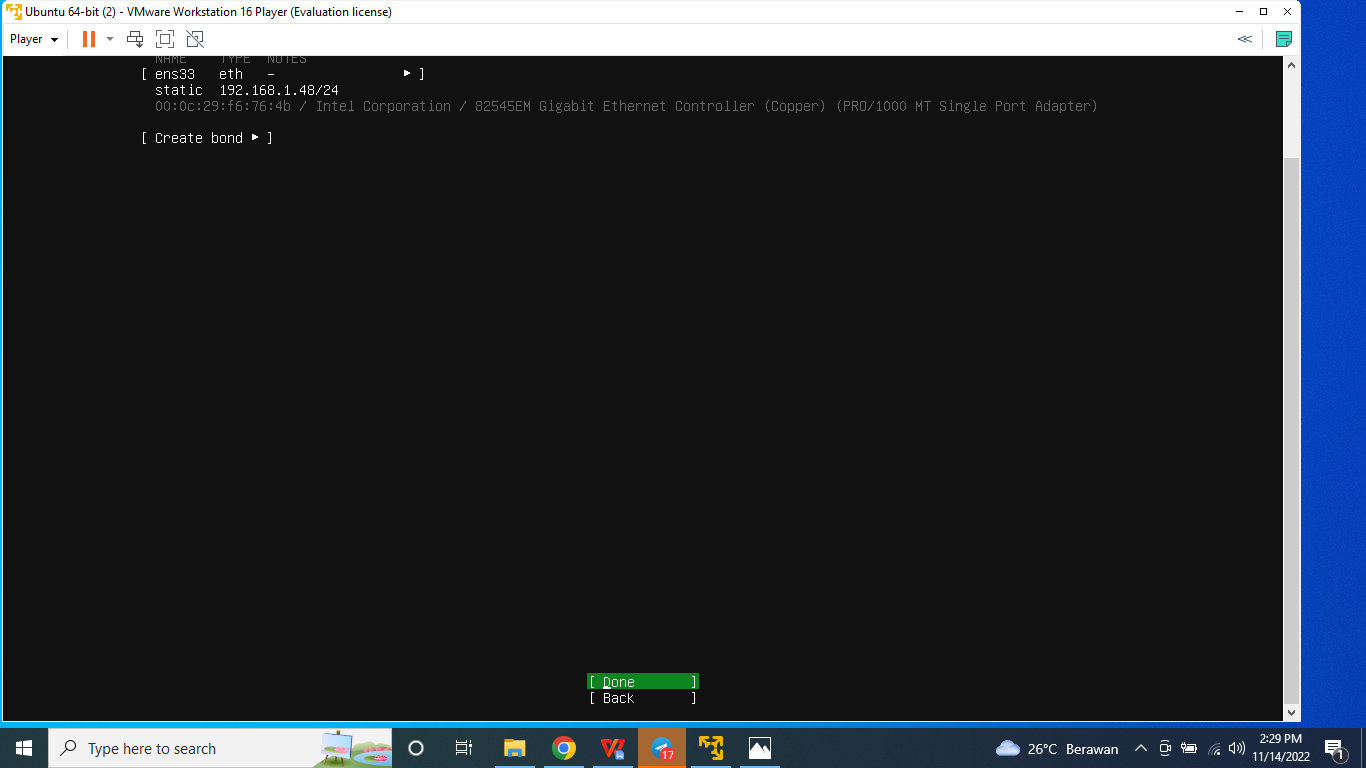 Ubuntu 64-bit (2) - VMware Workstation 16 Player (Evaluation license)
Player
NAME TYPE NOTES
[ ens33 eth - ▸ ]
static 192.168.1.48/24
00:0c:29:f6:76:4b / Intel Corporation / 82545EM Gigabit Ethernet Controller (Copper) (PRO/1000 MT Single Port Adapter)
[ Create bond ▸ ]
[ Done ]
[ Back ]
Type here to search
17
26°C Berawan
2:29 PM
11/14/2022
1